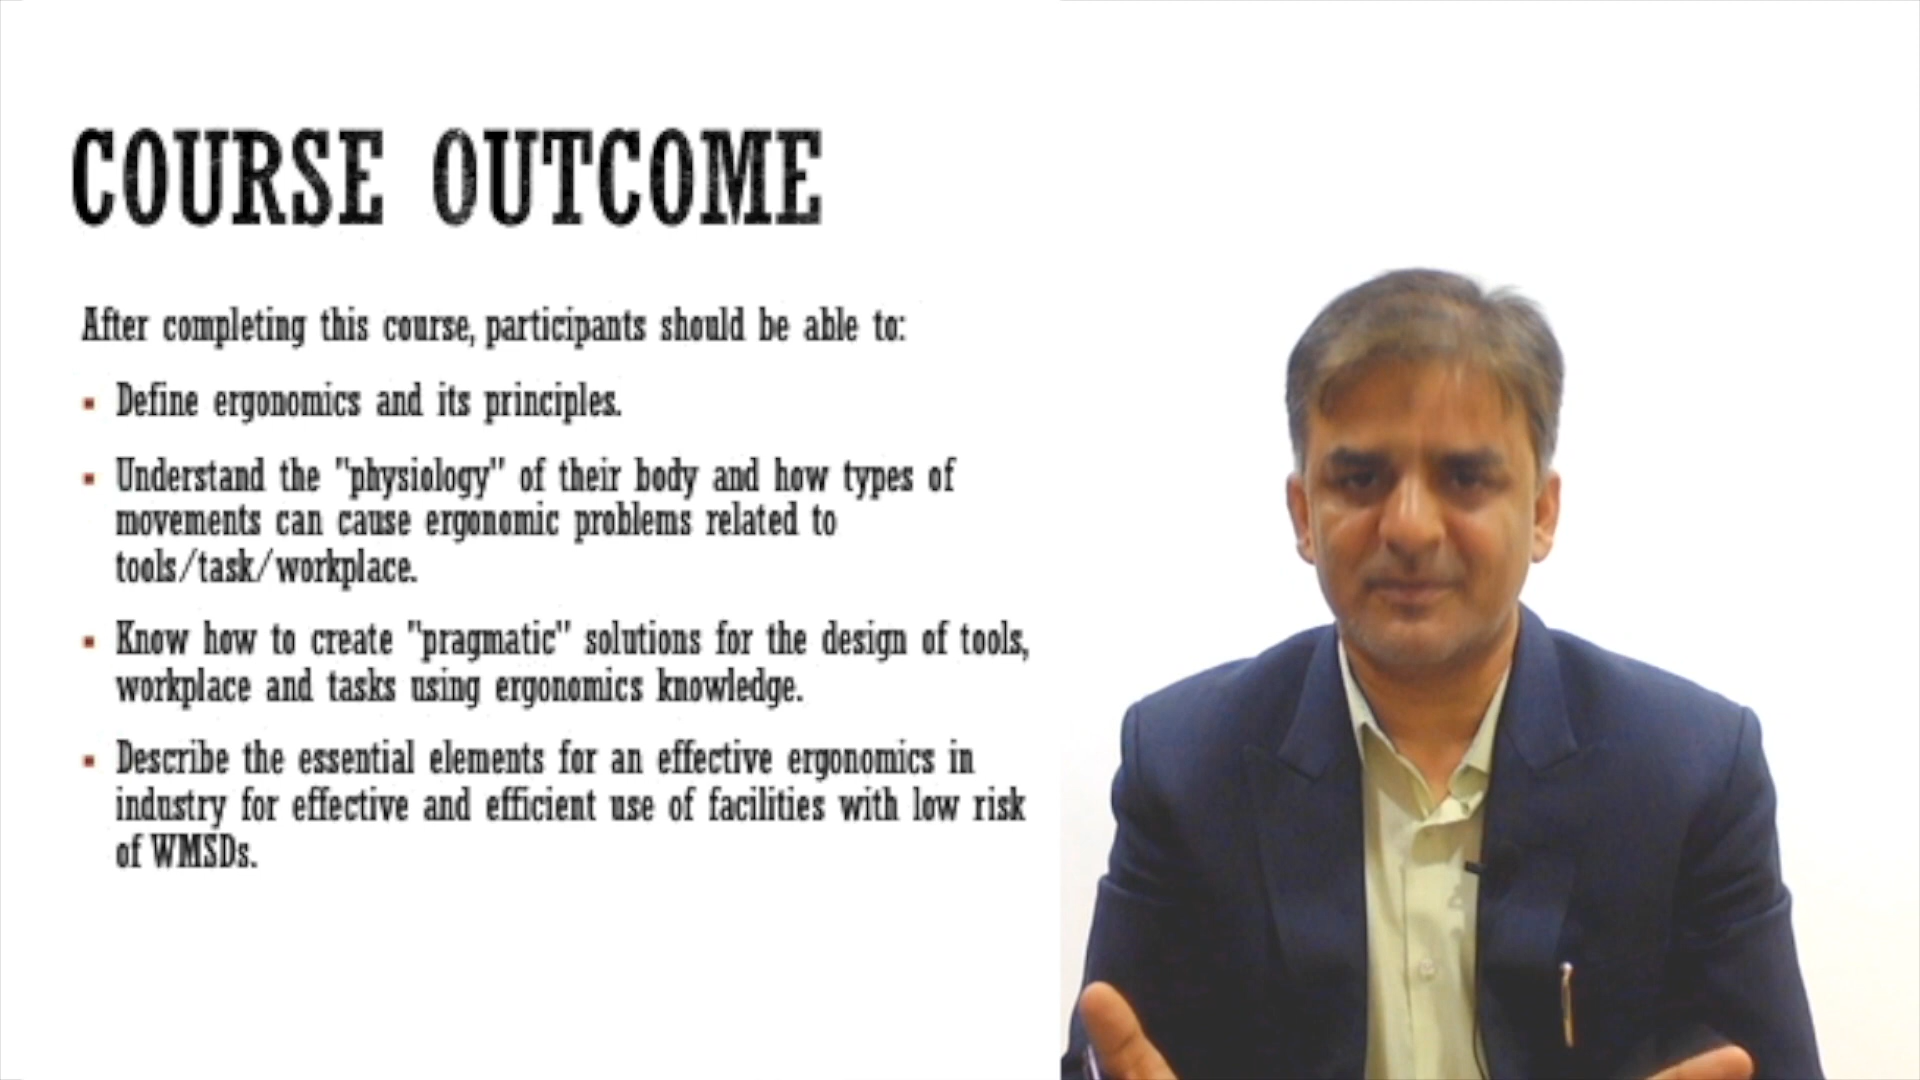 COURSE OUTCOME
After completing this course, participants should be able to:
▪ Define ergonomics and its principles.
▪ Understand the "physiology" of their body and how types of
movements can cause ergonomic problems related to
tools/task/workplace.
▪ Know how to create "pragmatic" solutions for the design of tools,
workplace and tasks using ergonomics knowledge.
▪ Describe the essential elements for an effective ergonomics in
industry for effective and efficient use of facilities with low risk
of WMSDs.